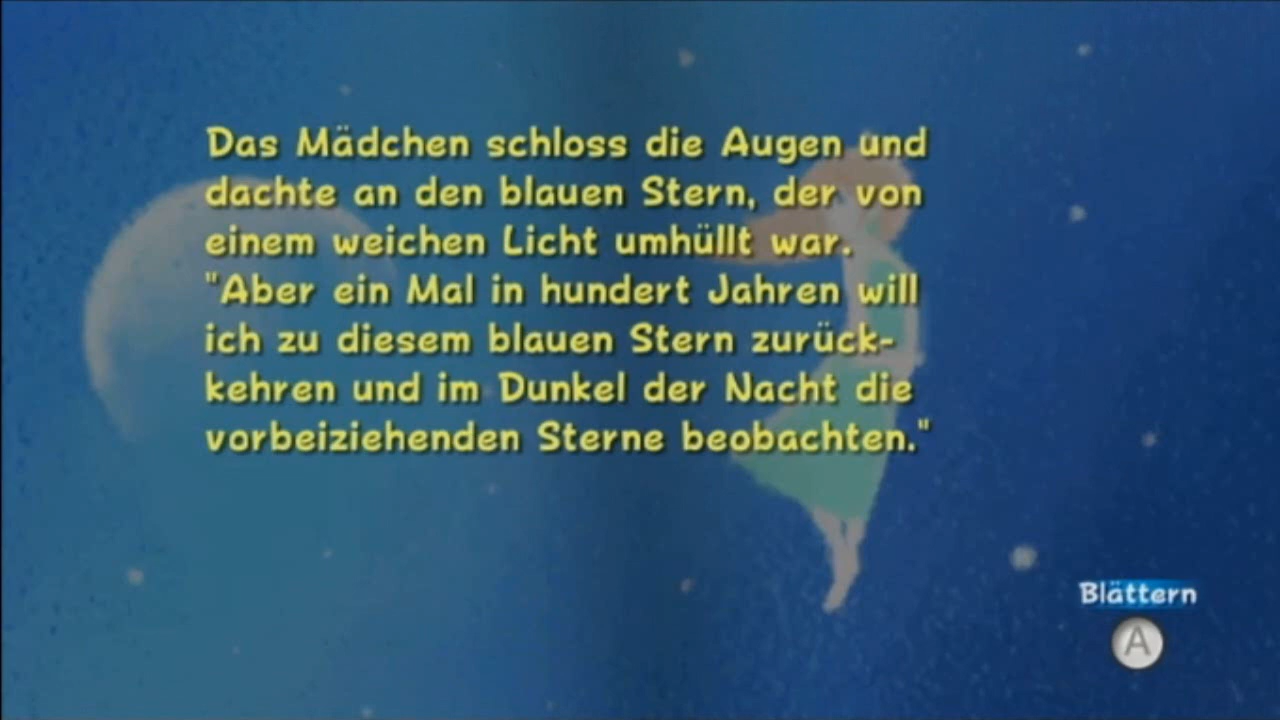 Das Mädchen schloss die Augen und
dachte an den blauen Stern, der von
einem weichen Licht umhüllt war.
"Aber ein Mal in hundert Jahren will
ich zu diesem blauen Stern zurück-
kehren und im Dunkel der Nacht die
vorbeiziehenden Sterne beobachten."
Blättern
A